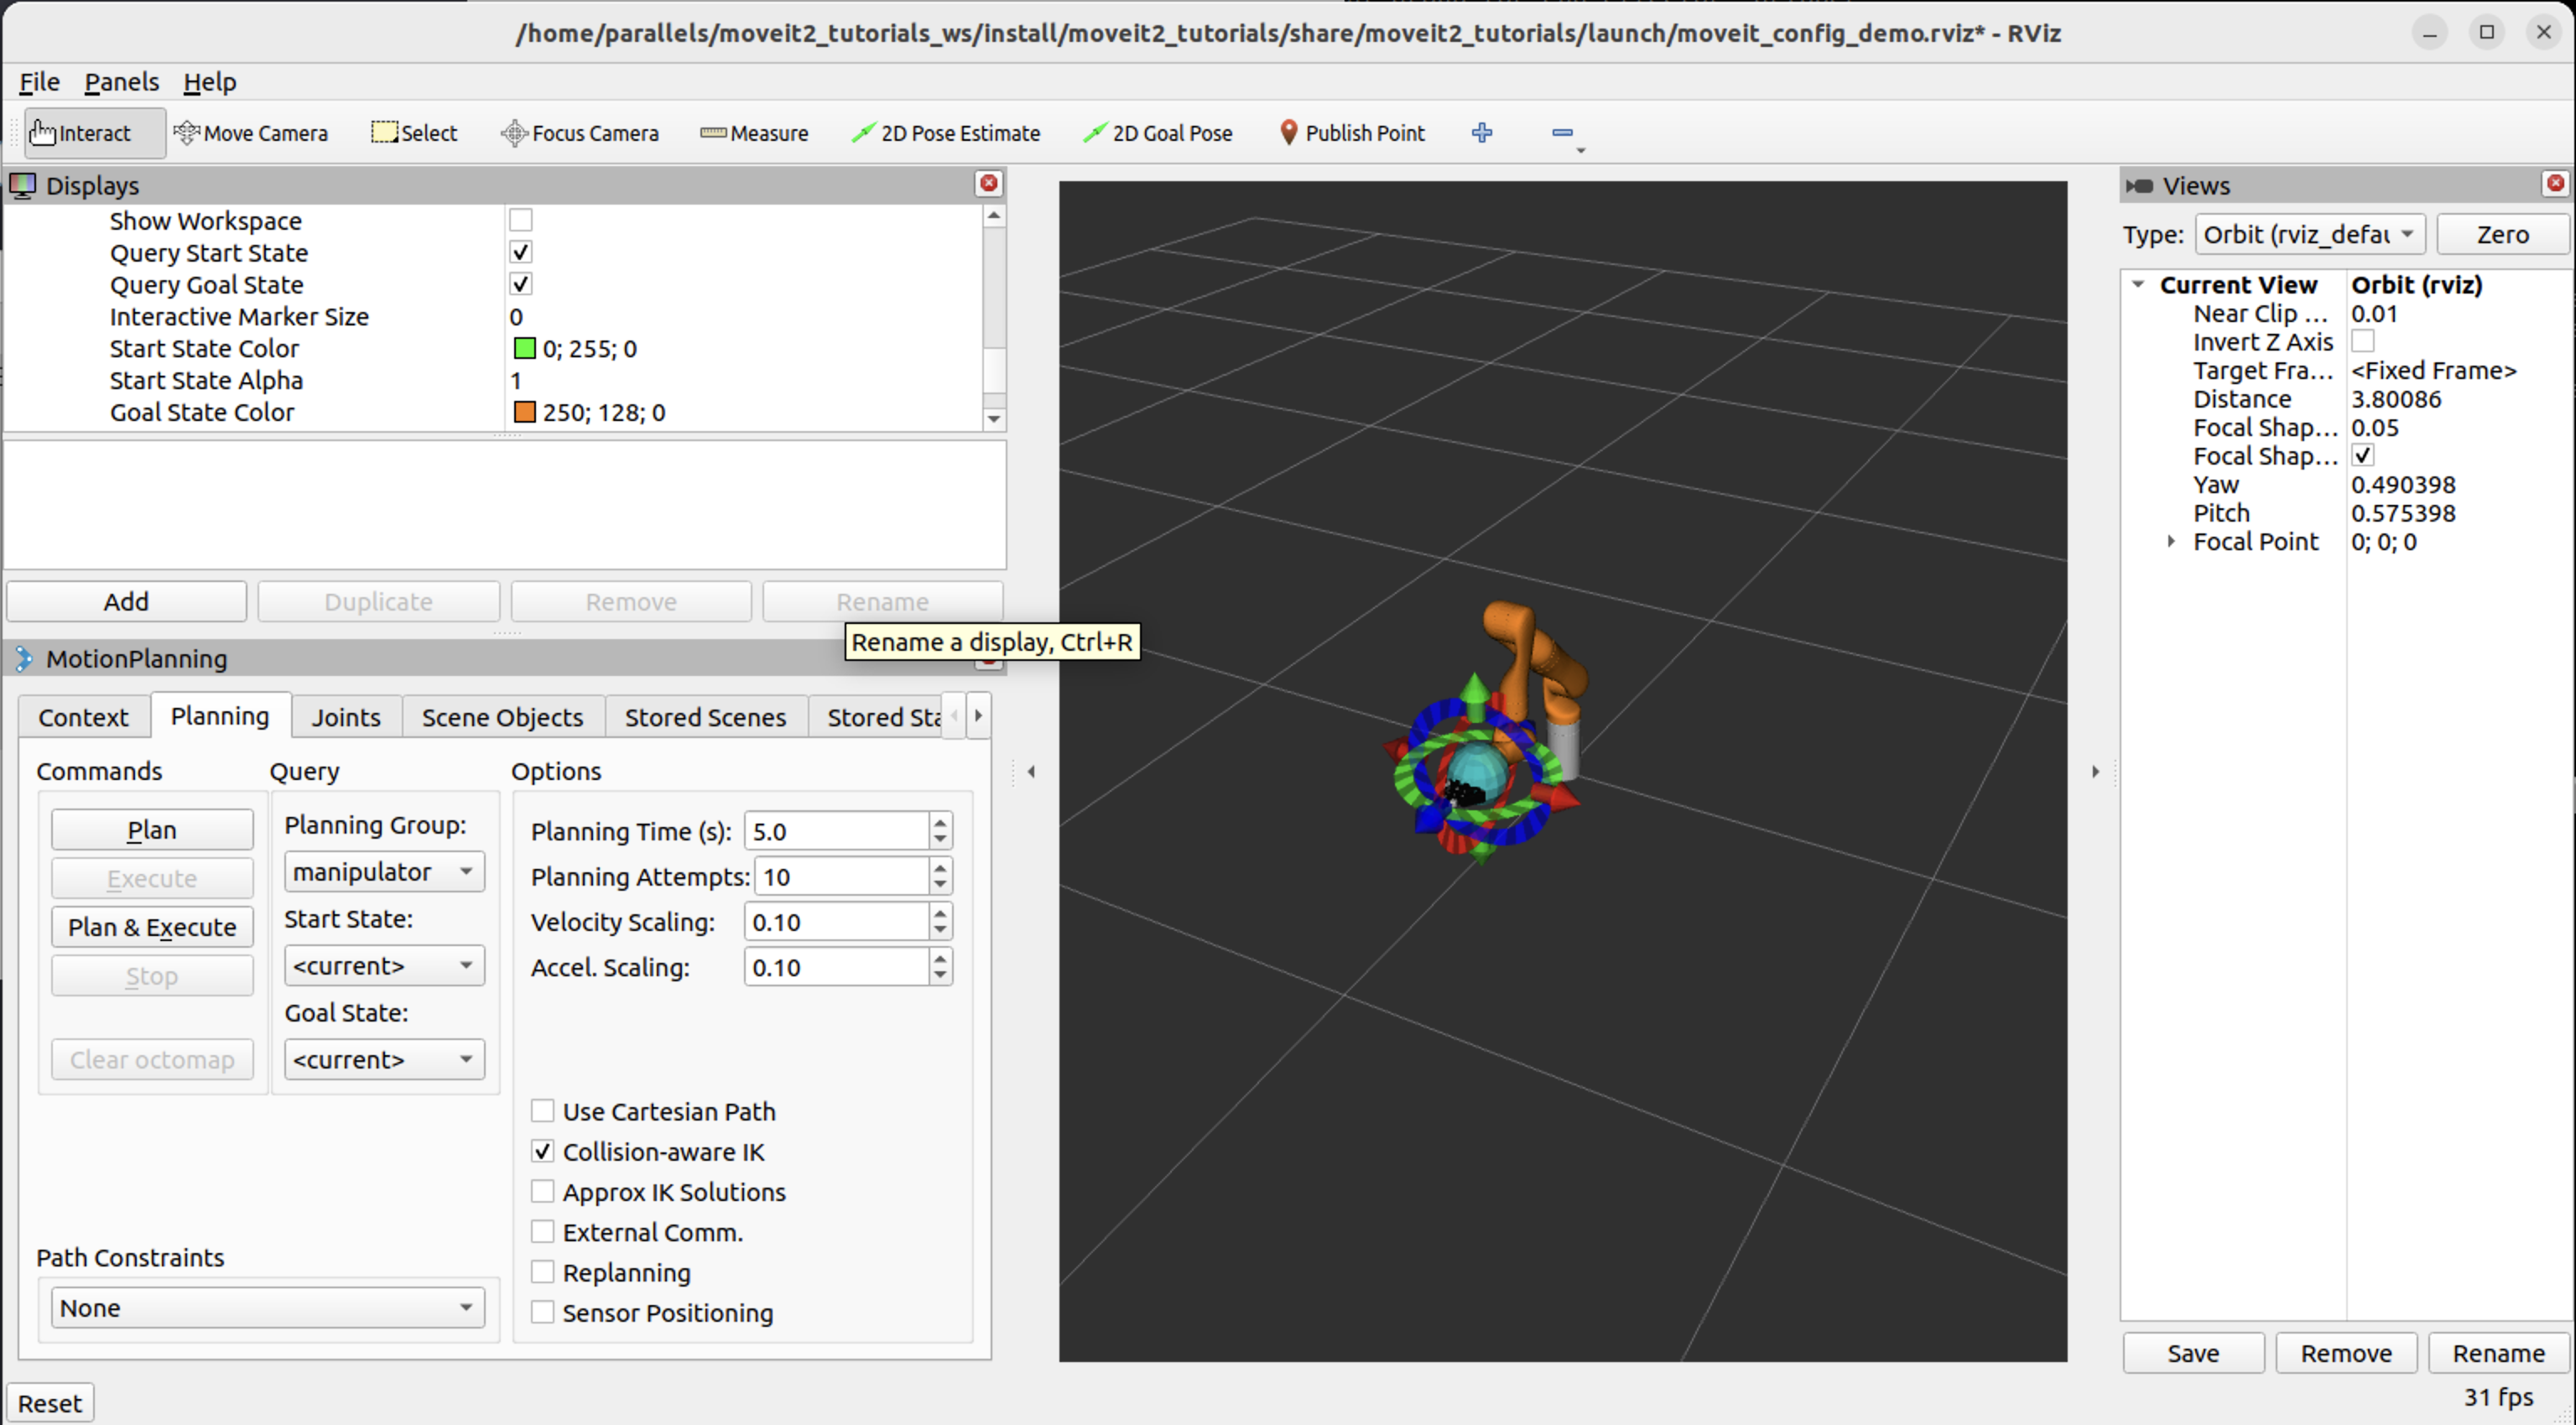 /home/parallels/moveit2_tutorials_ws/install/moveit2_tutorials/share/moveit2_tutorials/launch/moveit_config_demo.rviz* - RViz
File Panels Help
Interact Move Camera Select Focus Camera Measure 2D Pose Estimate 2D Goal Pose Publish Point
Displays
Show Workspace
Query Start State
Query Goal State
Interactive Marker Size 0
Start State Color 0; 255; 0
Start State Alpha 1
Goal State Color 250; 128; 0
Add Duplicate Remove Rename
Rename a display, Ctrl+R
MotionPlanning
Context Planning Joints Scene Objects Stored Scenes Stored Sta
Commands Query Options
Plan
Execute
Plan & Execute
Stop
Clear octomap
Planning Group:
manipulator
Start State:
<current>
Goal State:
<current>
Planning Time (s): 5.0
Planning Attempts: 10
Velocity Scaling: 0.10
Accel. Scaling: 0.10
Use Cartesian Path
Collision-aware IK
Approx IK Solutions
External Comm.
Replanning
Sensor Positioning
Path Constraints
None
Reset
Views
Type: Orbit (rviz_defau Zero
Current View Orbit (rviz)
Near Clip ... 0.01
Invert Z Axis
Target Fra... <Fixed Frame>
Distance 3.80086
Focal Shap... 0.05
Focal Shap...
Yaw 0.490398
Pitch 0.575398
Focal Point 0; 0; 0
Save Remove Rename
31 fps